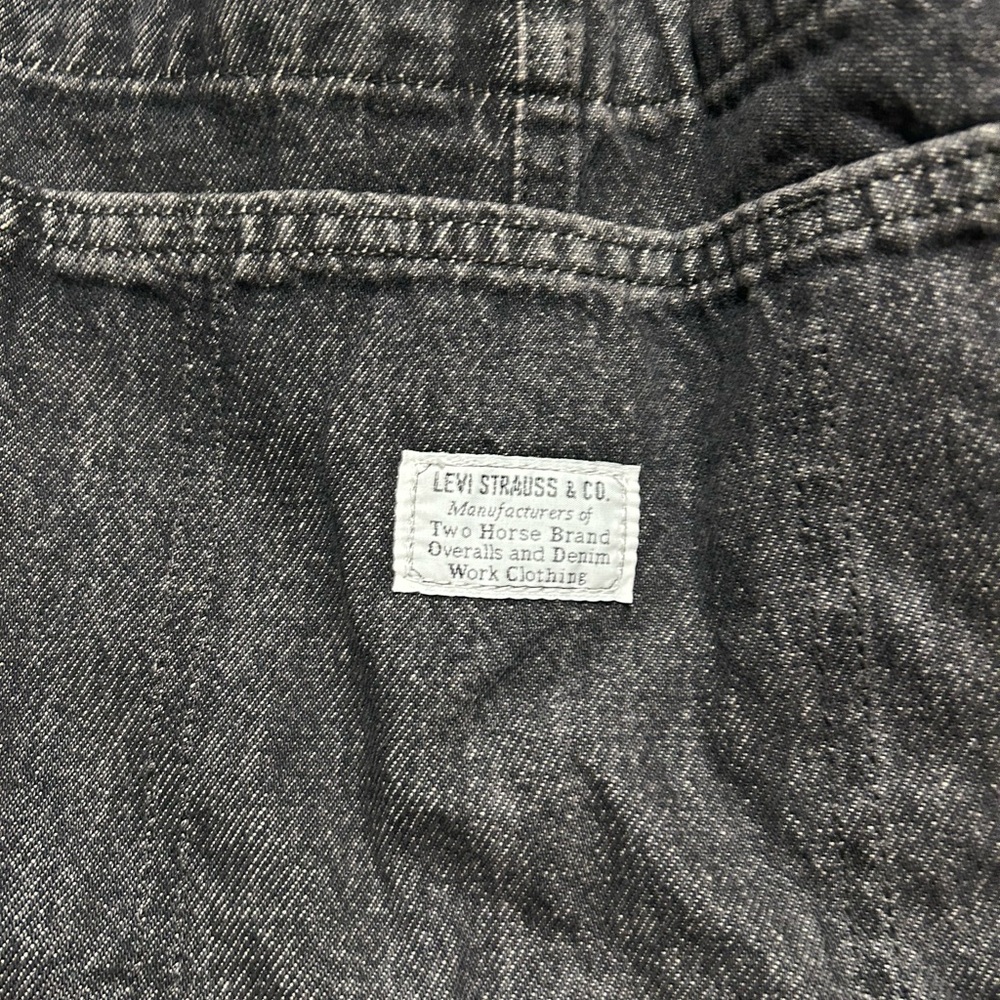 LEVI STRAUSS & CO.
Manufacturers of
Two Horse Brand
Overalls and Denim
Work Clothing